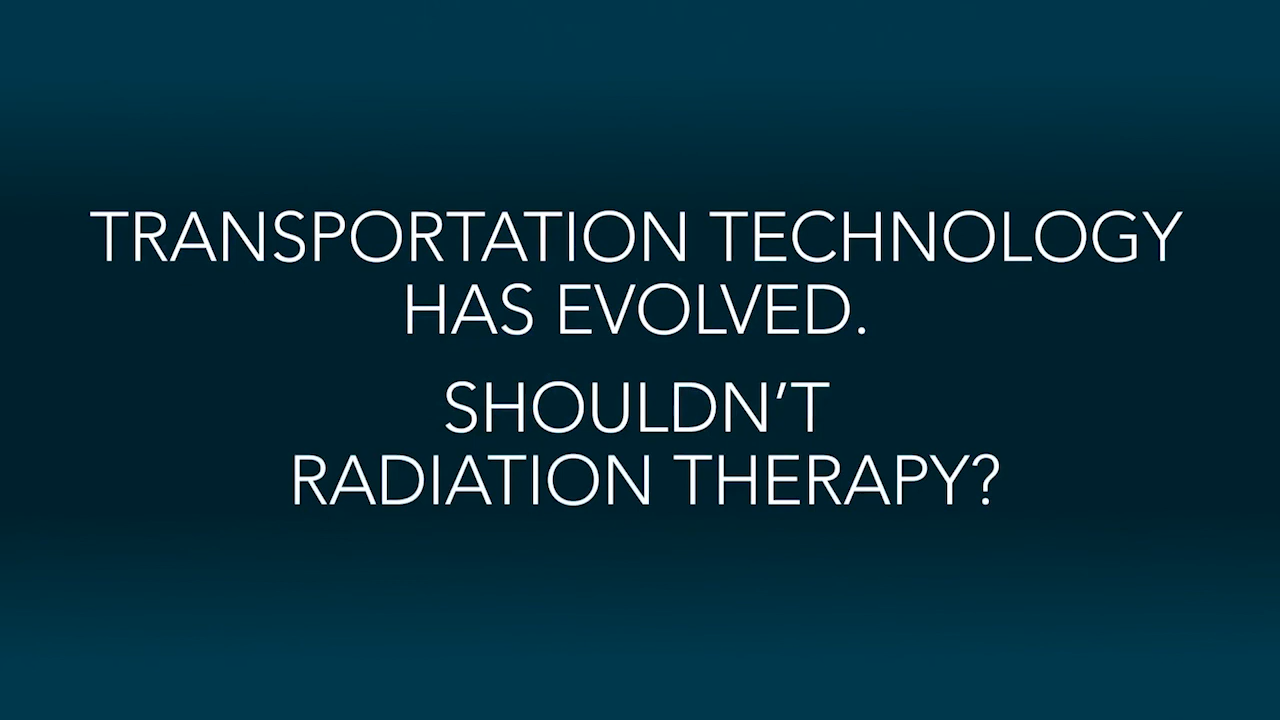 TRANSPORTATION TECHNOLOGY
HAS EVOLVED.
SHOULDN’T
RADIATION THERAPY?